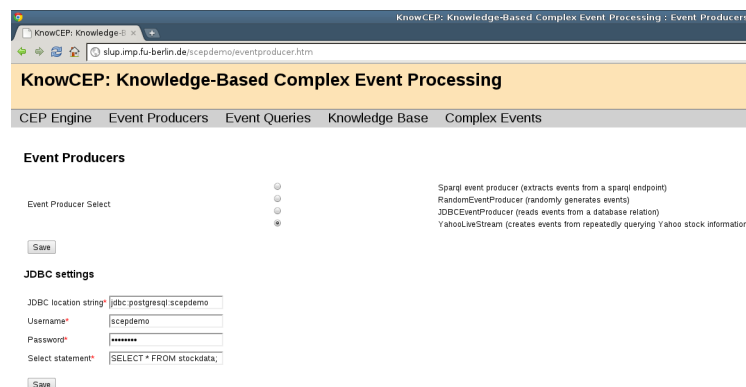 KnowCEP: Knowledge-Based Complex Event Processing : Event Producers
KnowCEP: Knowledge-B
slup.imp.fu-berlin.de/scepdemo/eventproducer.htm
KnowCEP: Knowledge-Based Complex Event Processing
CEP Engine Event Producers Event Queries Knowledge Base Complex Events
Event Producers
Event Producer Select
Sparql event producer (extracts events from a sparql endpoint)
RandomEventProducer (randomly generates events)
JDBCEventProducer (reads events from a database relation)
YahooLiveStream (creates events from repeatedly querying Yahoo stock information
Save
JDBC settings
JDBC location string* jdbc:postgresql:scepdemo
Username* scepdemo
Password* ••••••••
Select statement* SELECT * FROM stockdata;
Save